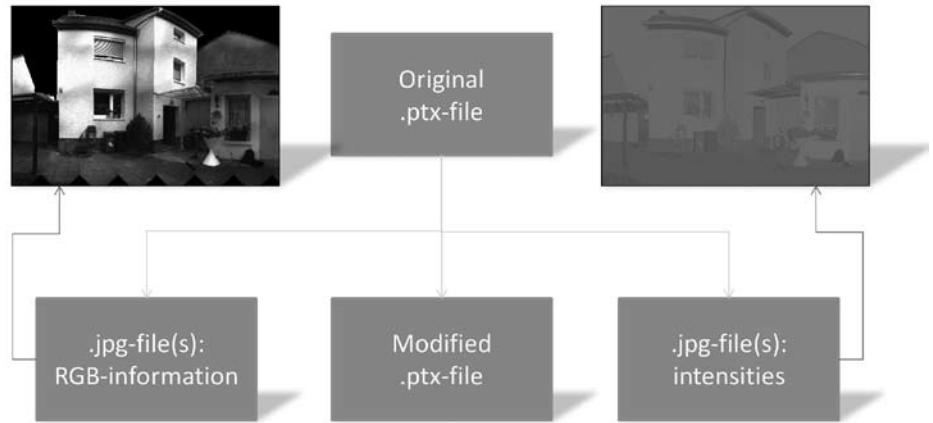 Original
.ptx-file
.jpg-file(s):
RGB-information
Modified
.ptx-file
.jpg-file(s):
intensities